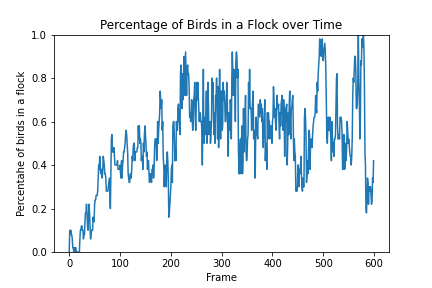 Percentage of Birds in a Flock over Time
Percentahe of birds in a flock
1.0
0.8
0.6
0.4
0.2
0.0
0 100 200 300 400 500 600
Frame